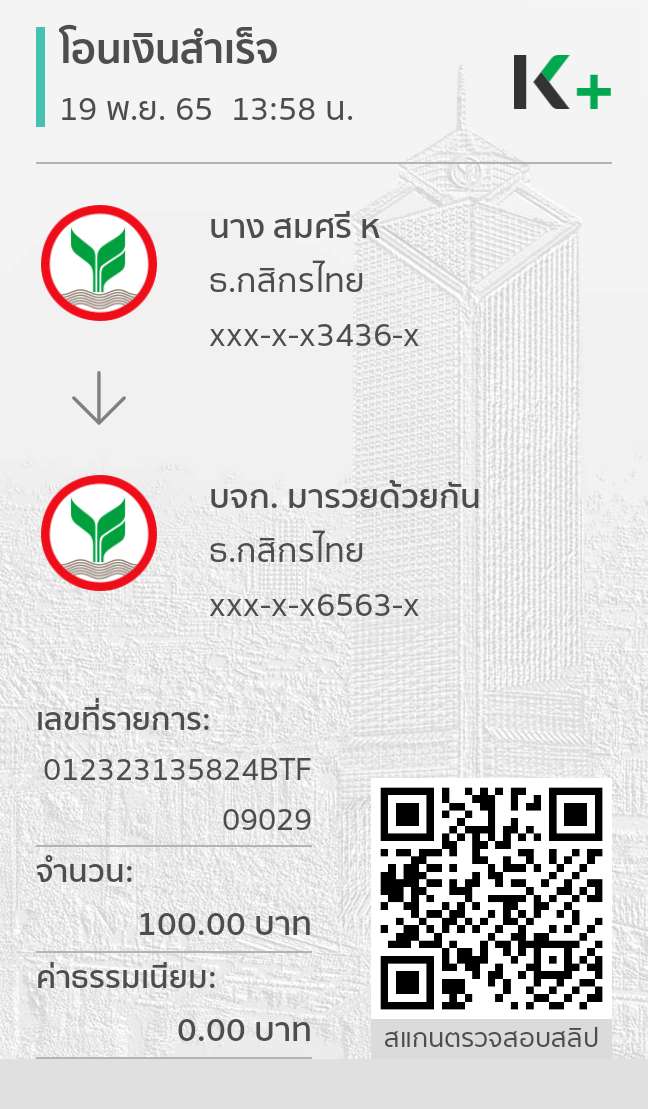 โอนเงินสำเร็จ
19 พ.ย. 65 13:58 น.
K+
นาง สมศรี ห
ธ.กสิกรไทย
xxx-x-x3436-x
บจก. มารวยด้วยกัน
ธ.กสิกรไทย
xxx-x-x6563-x
เลขที่รายการ:
012323135824BTF
09029
จำนวน:
100.00 บาท
ค่าธรรมเนียม:
0.00 บาท
สแกนตรวจสอบสลิป